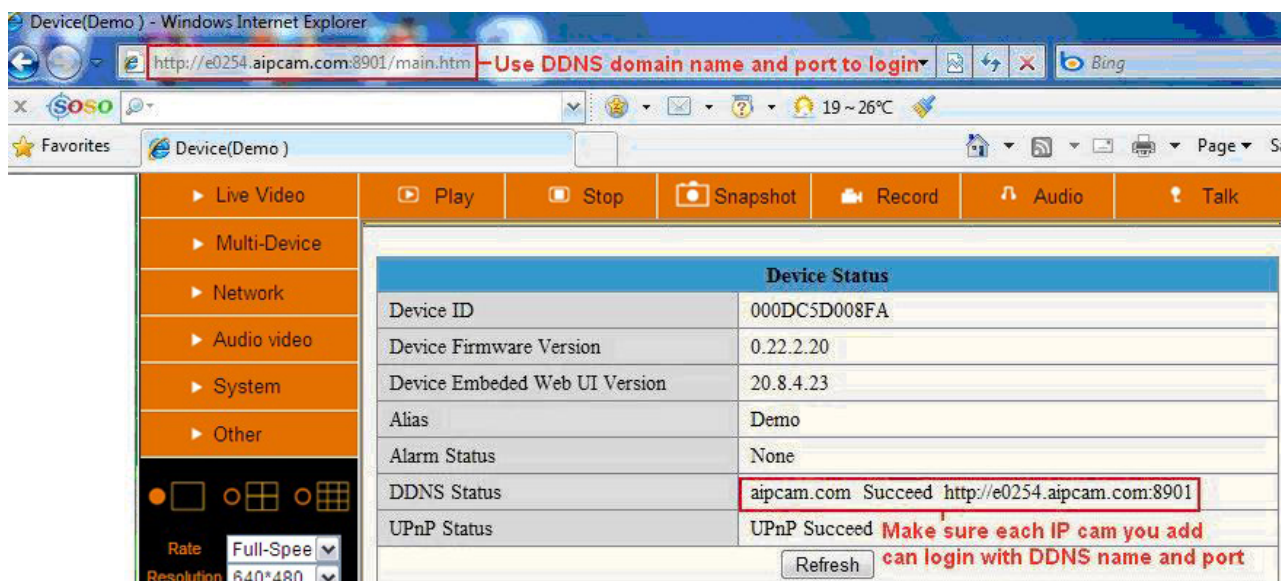 Device(Demo ) - Windows Internet Explorer
http://e0254.aipcam.com:8901/main.htm Use DDNS domain name and port to login Bing
x SOSO 19~26℃
Favorites Device(Demo ) Page
Live Video Play Stop Snapshot Record Audio Talk
Multi-Device
Network
Audio video
System
Other
Device Status
Device ID 000DC5D008FA
Device Firmware Version 0.22.2.20
Device Embeded Web UI Version 20.8.4.23
Alias Demo
Alarm Status None
DDNS Status aipcam.com Succeed http://e0254.aipcam.com:8901
UPnP Status UPnP Succeed
Make sure each IP cam you add
can login with DDNS name and port
Refresh
Rate Full-Spee
Resolution 640*480